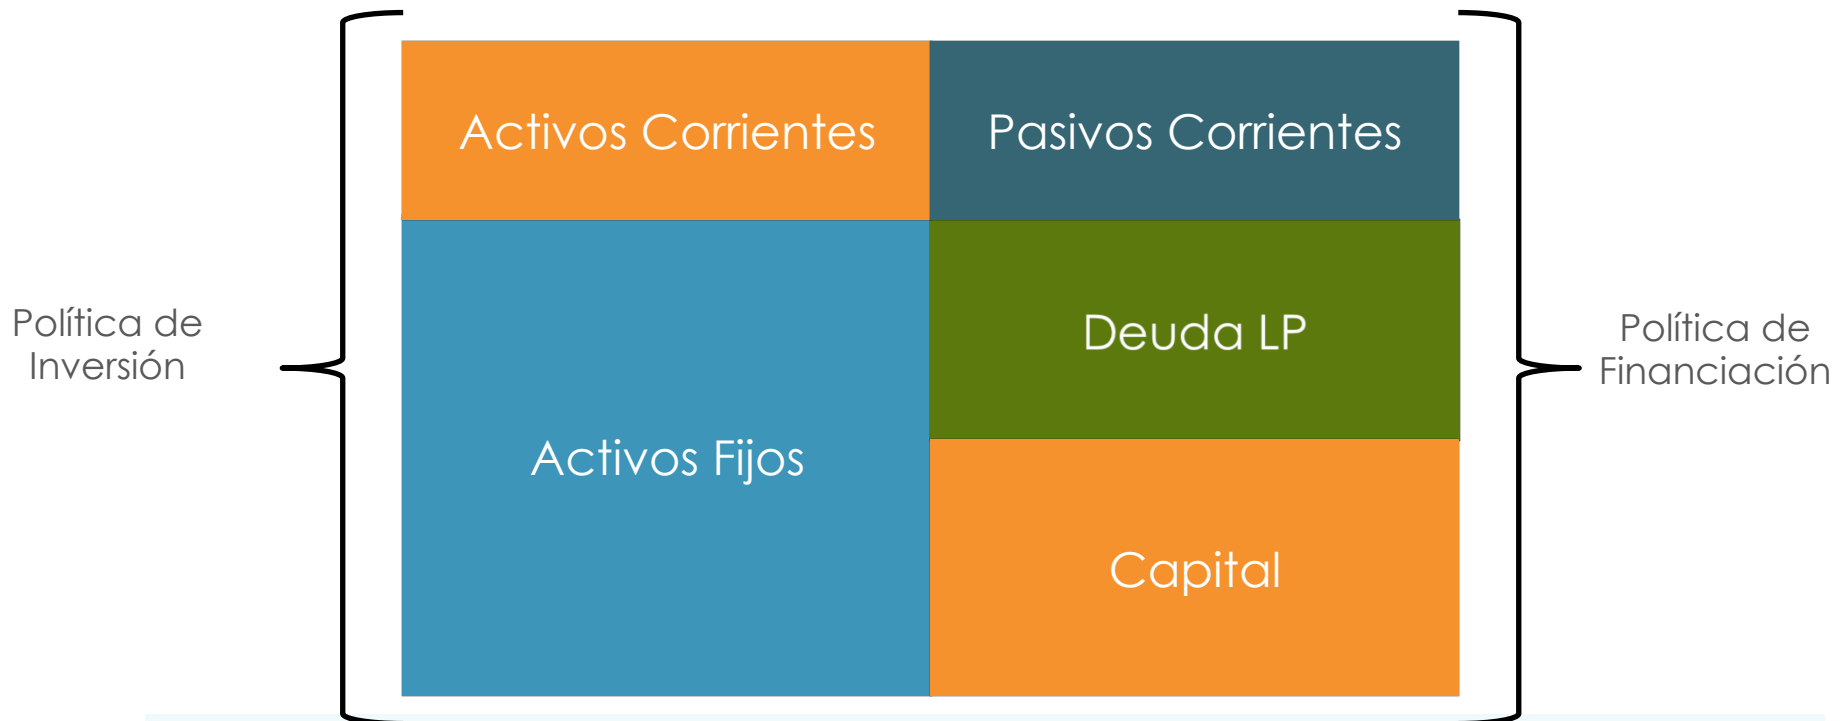 Activos Corrientes
Pasivos Corrientes
Política de
Inversión
Deuda LP
Política de
Financiación
Activos Fijos
Capital